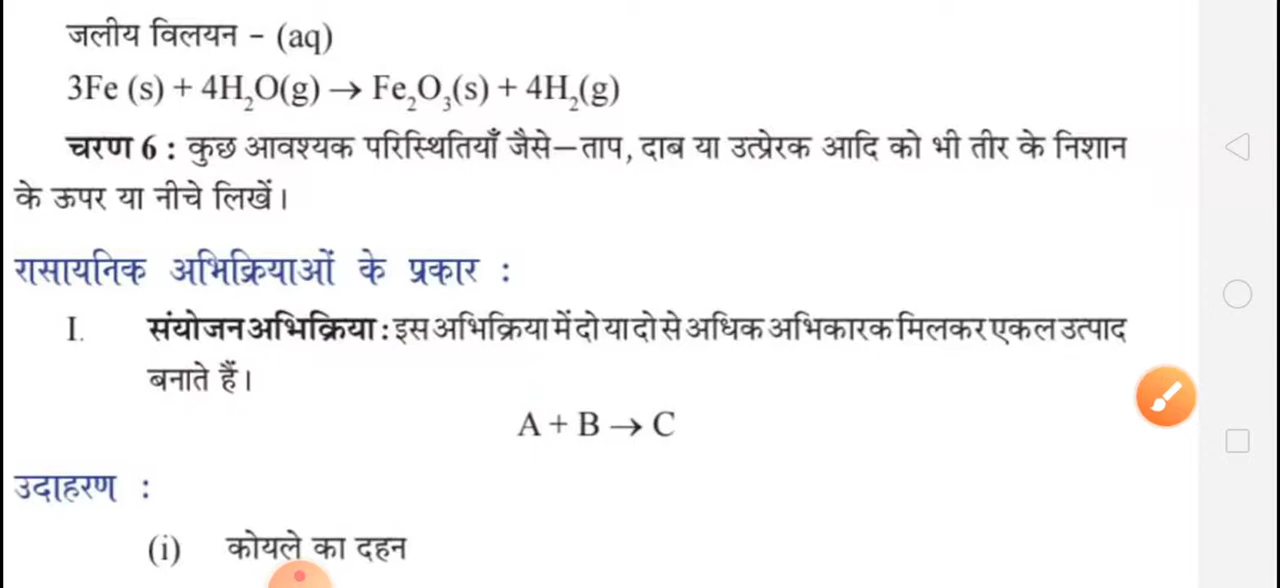 जलीय विलयन – (aq)
3Fe (s) + 4H₂O(g) → Fe₂O₃(s) + 4H₂(g)
चरण 6 : कुछ आवश्यक परिस्थितियाँ जैसे–ताप, दाब या उत्प्रेरक आदि को भी तीर के निशान
के ऊपर या नीचे लिखें।
रासायनिक अभिक्रियाओं के प्रकार :
I. संयोजन अभिक्रिया : इस अभिक्रिया में दो या दो से अधिक अभिकारक मिलकर एकल उत्पाद
बनाते हैं।
A + B → C
उदाहरण :
(i) कोयले का दहन